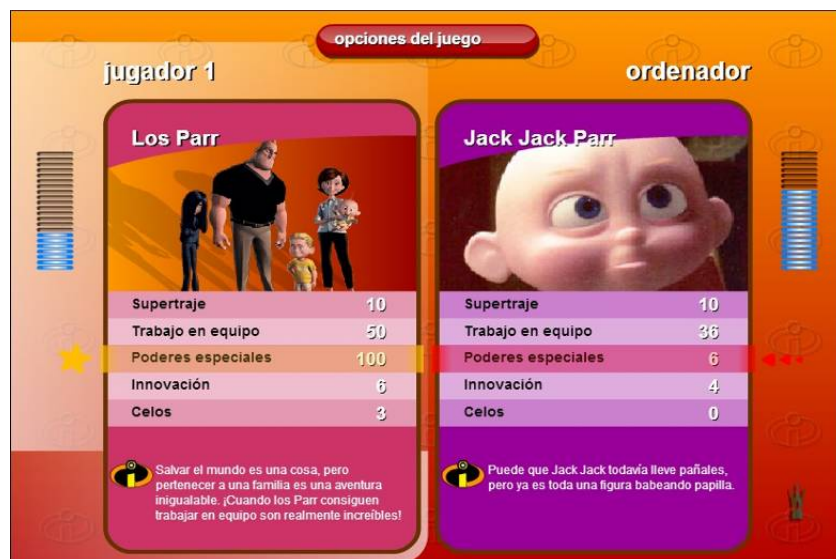 opciones del juego
jugador 1
ordenador
Los Parr
Supertraje 10
Trabajo en equipo 50
Poderes especiales 100
Innovación 6
Celos 3
Salvar el mundo es una cosa, pero
pertenecer a una familia es una aventura
inigualable. ¡Cuando los Parr consiguen
trabajar en equipo son realmente increíbles!
Jack Jack Parr
Supertraje 10
Trabajo en equipo 36
Poderes especiales 6
Innovación 4
Celos 0
Puede que Jack Jack todavía lleve pañales,
pero ya es toda una figura babeando papilla.